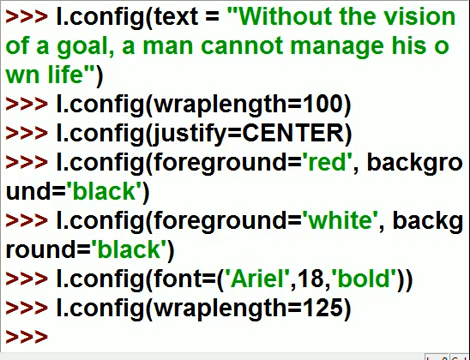 >>> l.config(text = "Without the vision
of a goal, a man cannot manage his o
wn life")
>>> l.config(wraplength=100)
>>> l.config(justify=CENTER)
>>> l.config(foreground='red', backgro
und='black')
>>> l.config(foreground='white', backg
round='black')
>>> l.config(font=('Ariel',18,'bold'))
>>> l.config(wraplength=125)
>>>